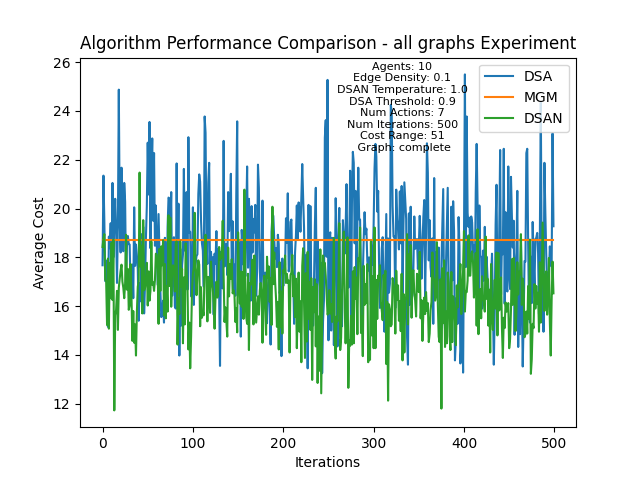 Algorithm Performance Comparison - all graphs Experiment
Agents: 10
Edge Density: 0.1
DSAN Temperature: 1.0
DSA Threshold: 0.9
Num Actions: 7
Num Iterations: 500
Cost Range: 51
Graph: complete
DSA
MGM
DSAN
Average Cost
26
24
22
20
18
16
14
12
0
100
200
300
400
500
Iterations